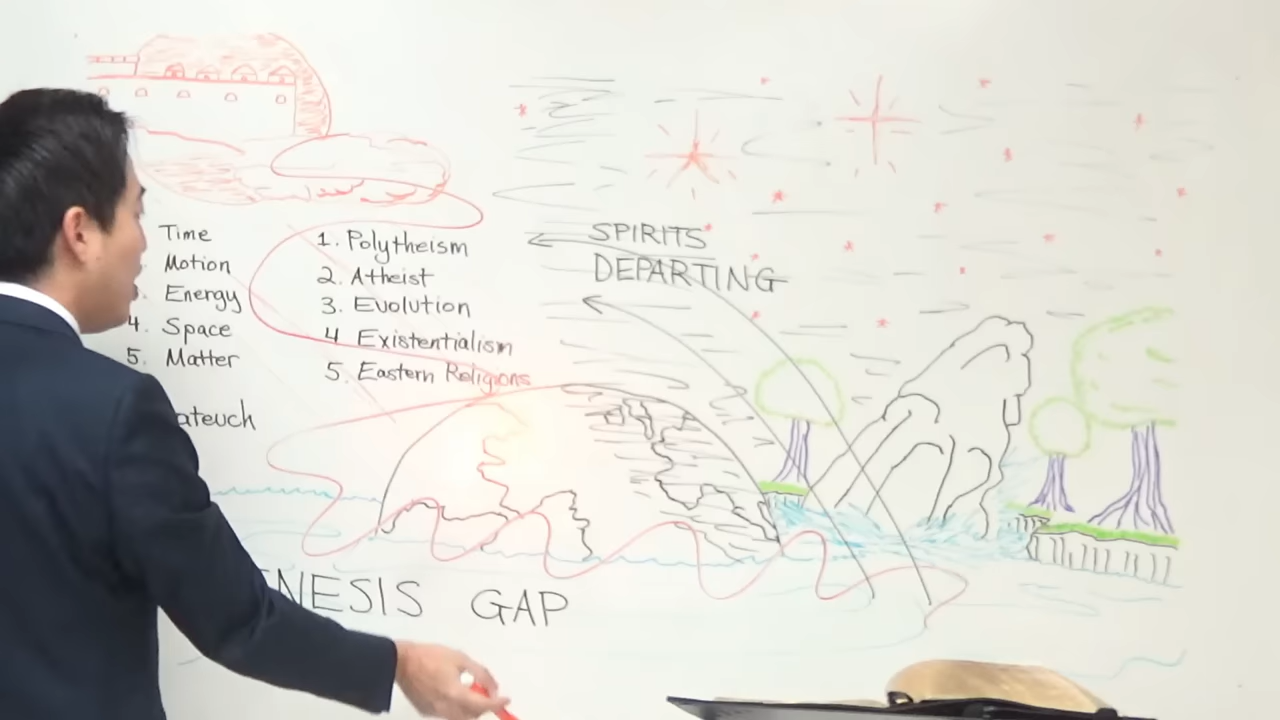 Time
Motion
Energy
4. Space
5. Matter
ateuch
1. Polytheism
2. Atheist
3. Evolution
4 Existentialism
5. Eastern Religions
SPIRITS
DEPARTING
ENESIS GAP